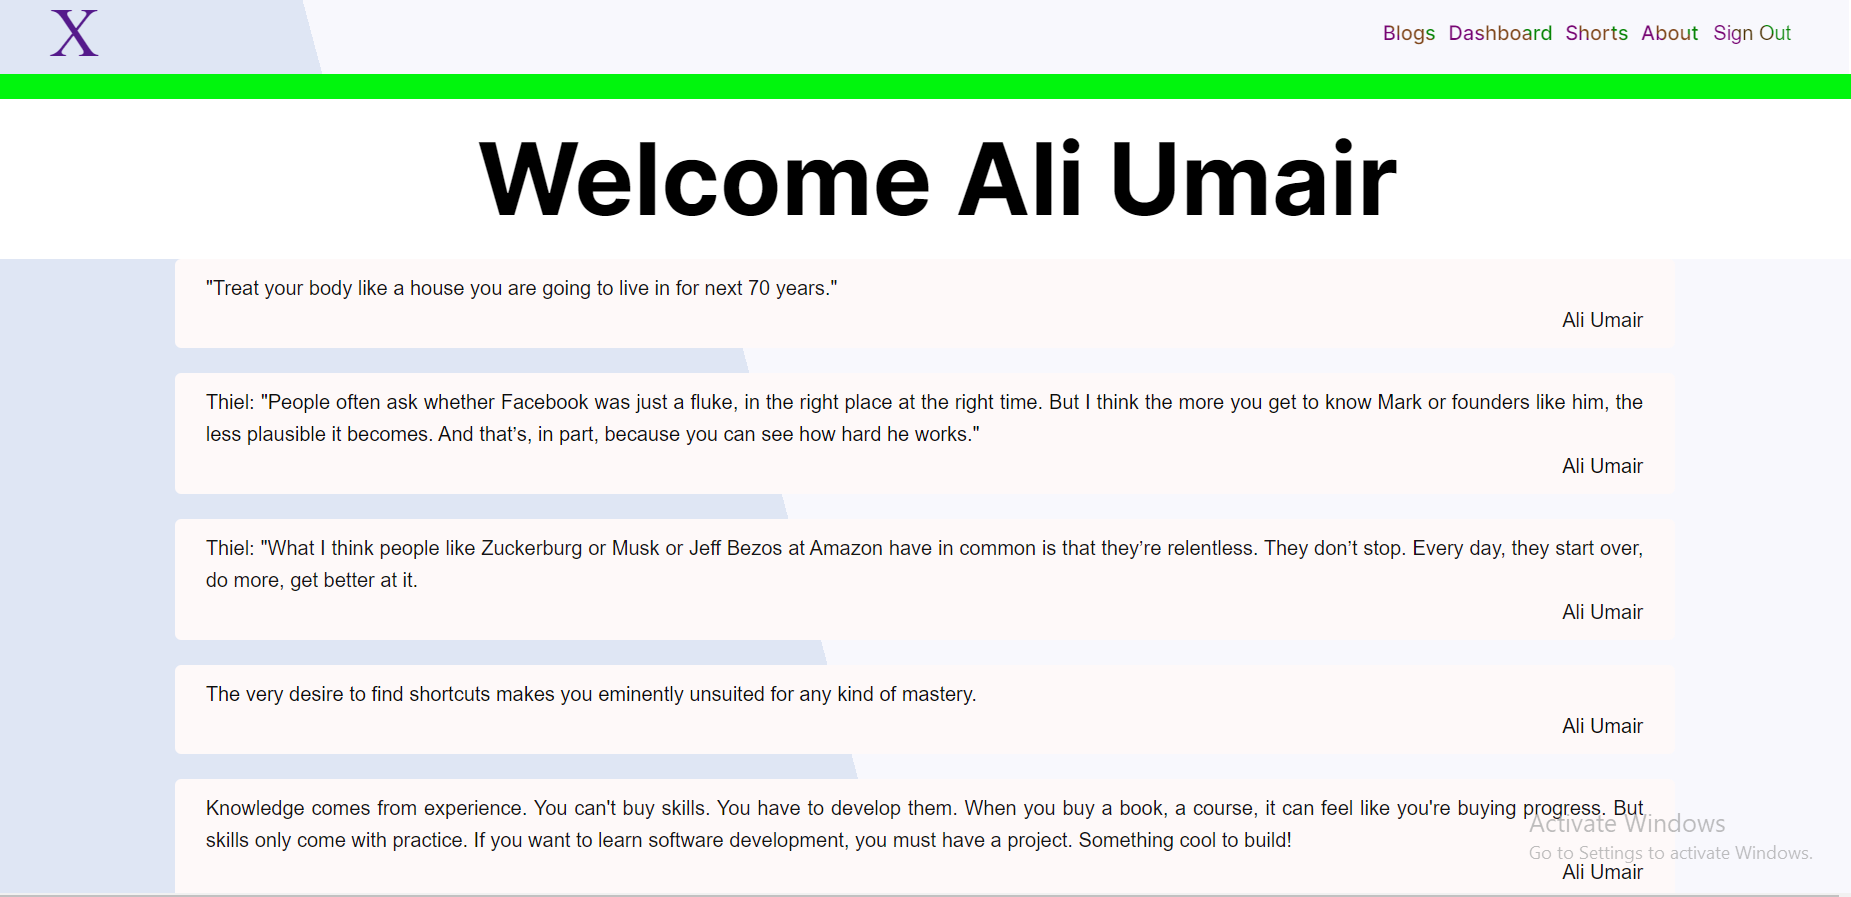 X
Blogs Dashboard Shorts About Sign Out
Welcome Ali Umair
"Treat your body like a house you are going to live in for next 70 years."
Ali Umair
Thiel: "People often ask whether Facebook was just a fluke, in the right place at the right time. But I think the more you get to know Mark or founders like him, the
less plausible it becomes. And that’s, in part, because you can see how hard he works."
Ali Umair
Thiel: "What I think people like Zuckerburg or Musk or Jeff Bezos at Amazon have in common is that they’re relentless. They don’t stop. Every day, they start over,
do more, get better at it.
Ali Umair
The very desire to find shortcuts makes you eminently unsuited for any kind of mastery.
Ali Umair
Knowledge comes from experience. You can't buy skills. You have to develop them. When you buy a book, a course, it can feel like you're buying progress. But
skills only come with practice. If you want to learn software development, you must have a project. Something cool to build!
Ali Umair
Activate Windows
Go to Settings to activate Windows.